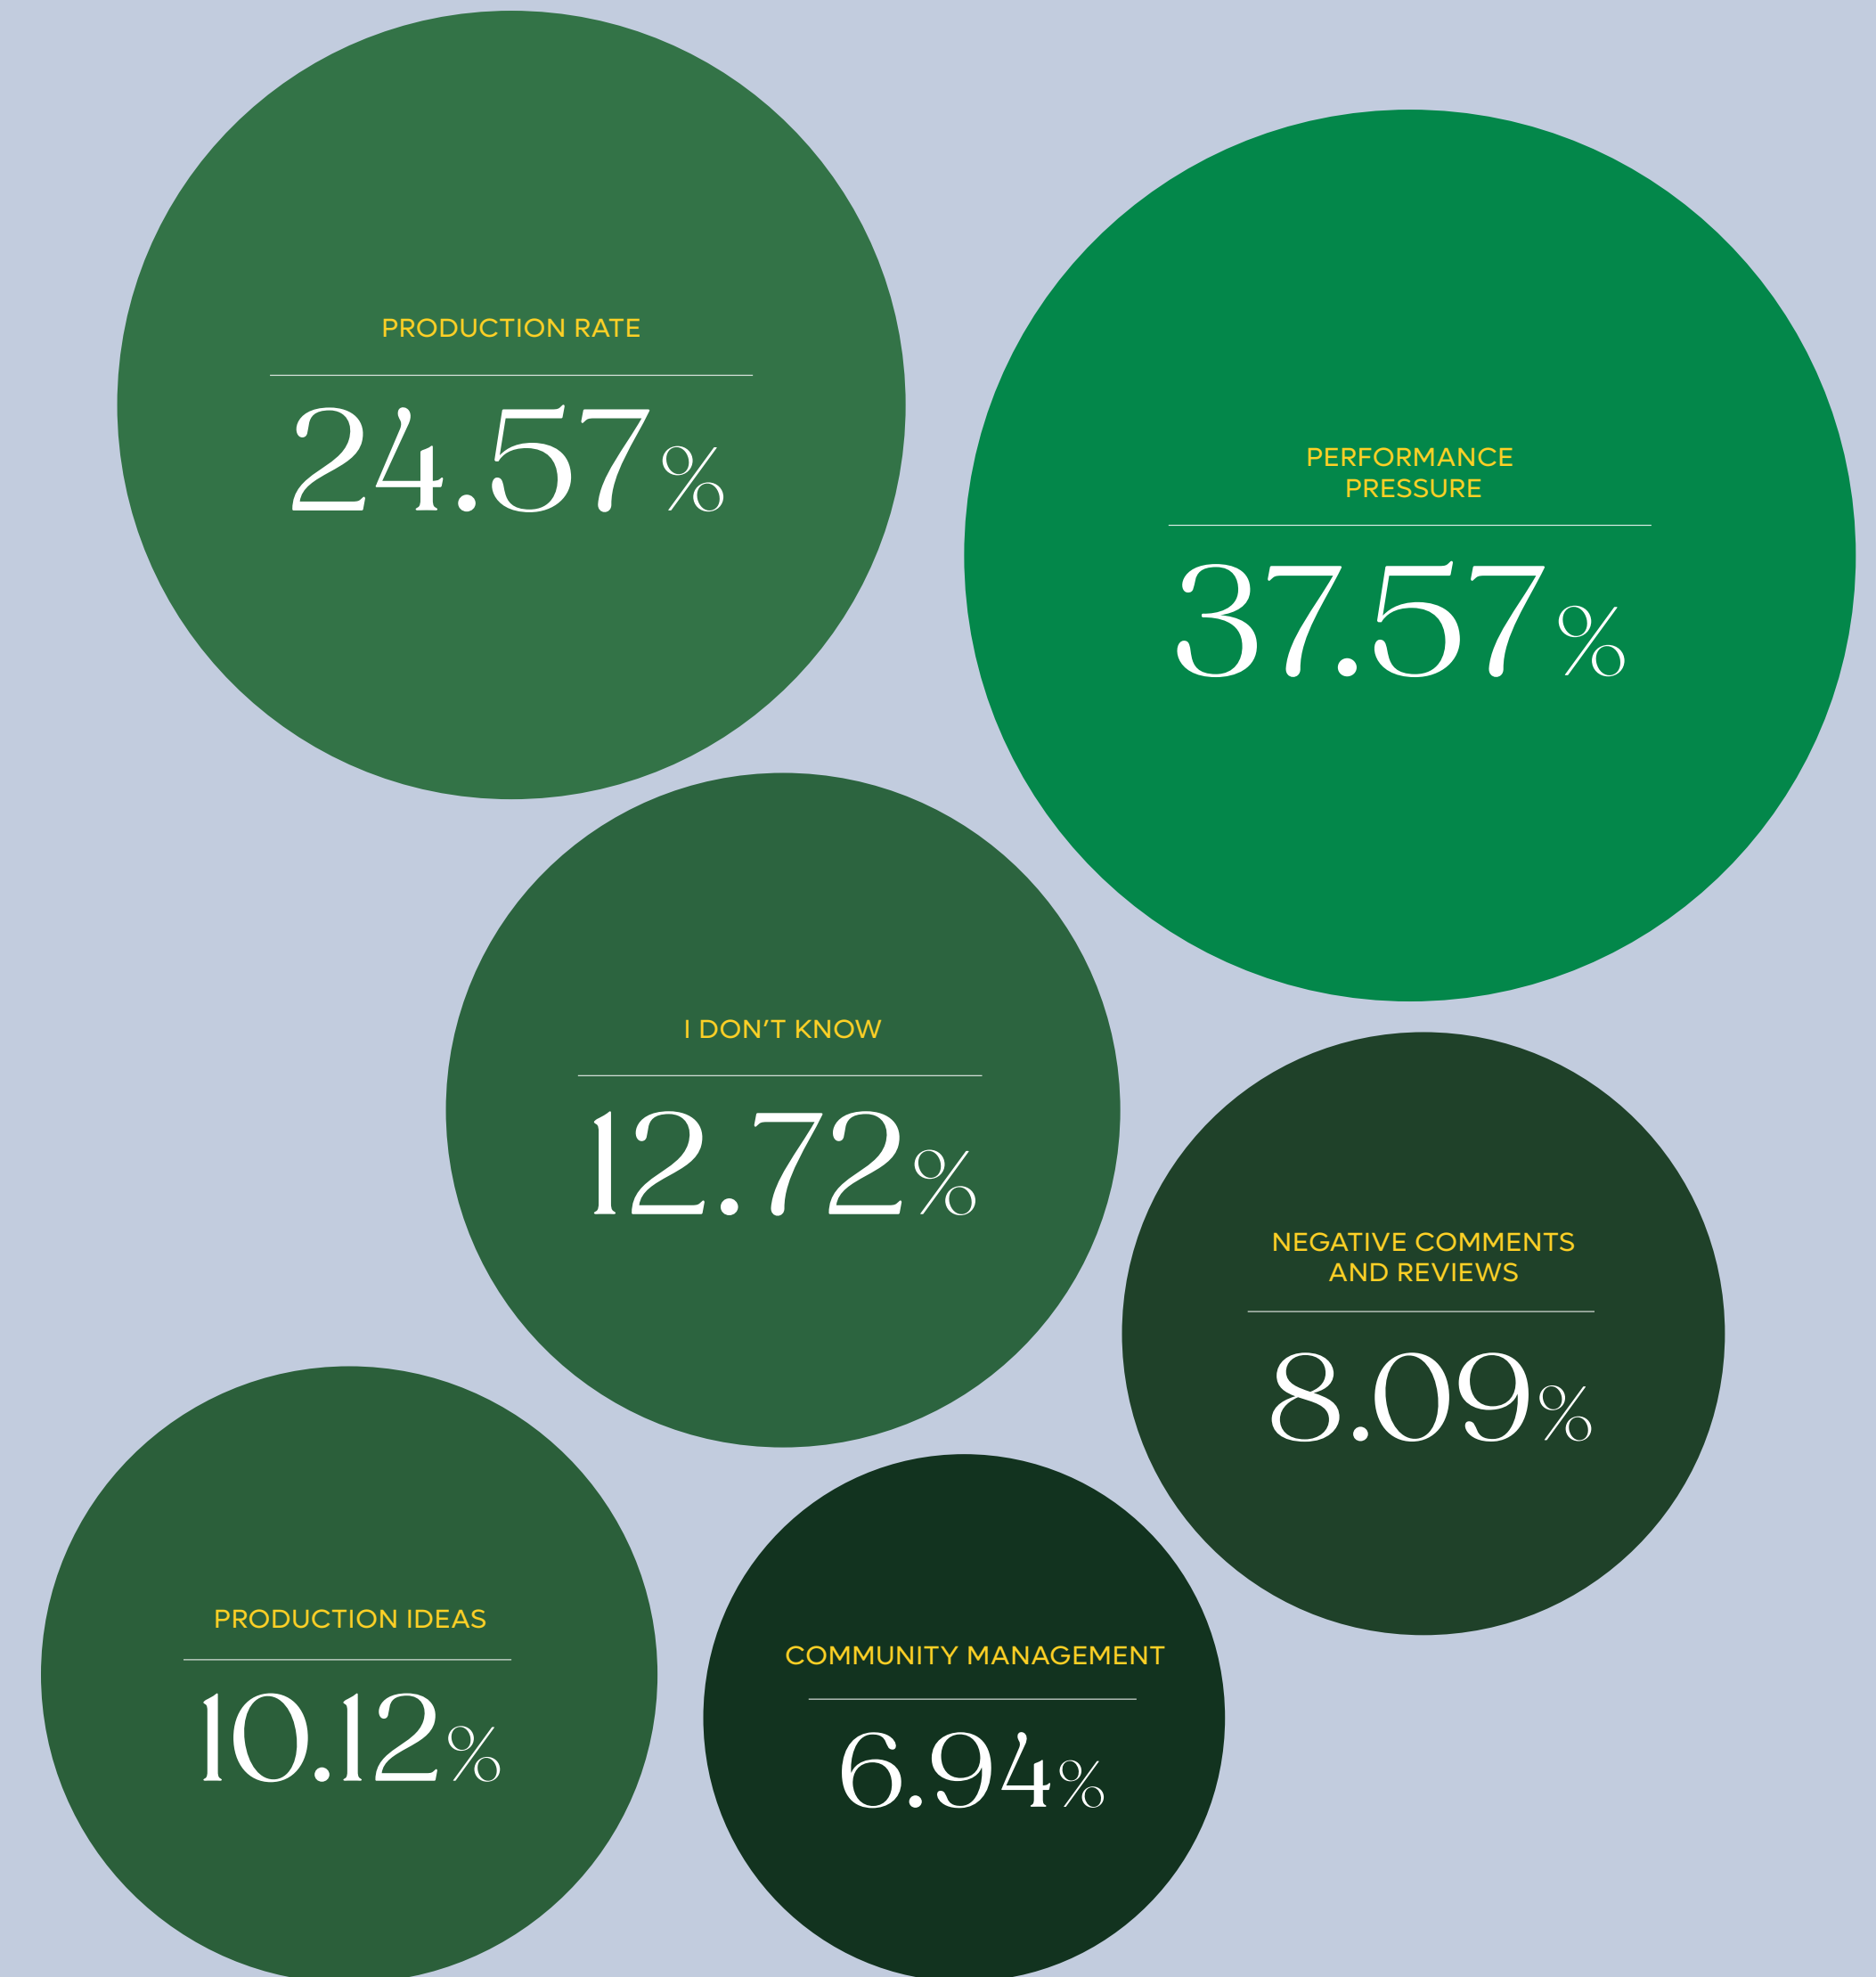 PRODUCTION RATE
24.57%
PERFORMANCE
PRESSURE
37.57%
I DON'T KNOW
12.72%
NEGATIVE COMMENTS
AND REVIEWS
8.09%
PRODUCTION IDEAS
10.12%
COMMUNITY MANAGEMENT
6.94%